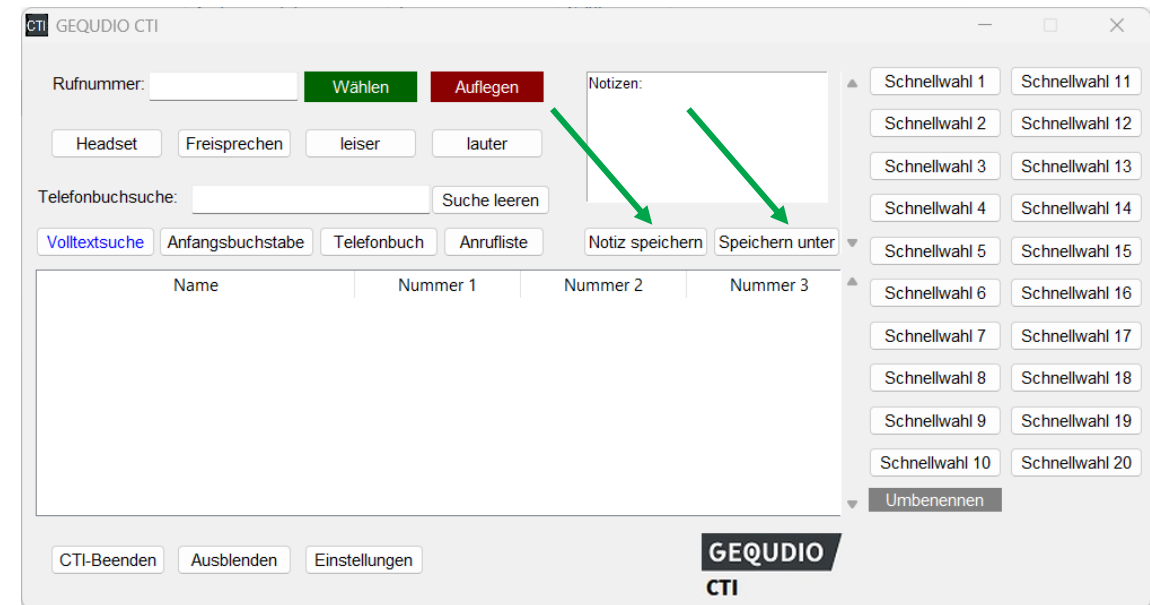 CTI GEQUDIO CTI
Rufnummer: Wählen Auflegen
Notizen:
Headset Freisprechen leiser lauter
Telefonbuchsuche: Suche leeren
Volltextsuche Anfangsbuchstabe Telefonbuch Anrufliste
Notiz speichern Speichern unter
Name Nummer 1 Nummer 2 Nummer 3
Schnellwahl 1 Schnellwahl 11
Schnellwahl 2 Schnellwahl 12
Schnellwahl 3 Schnellwahl 13
Schnellwahl 4 Schnellwahl 14
Schnellwahl 5 Schnellwahl 15
Schnellwahl 6 Schnellwahl 16
Schnellwahl 7 Schnellwahl 17
Schnellwahl 8 Schnellwahl 18
Schnellwahl 9 Schnellwahl 19
Schnellwahl 10 Schnellwahl 20
Umbenennen
CTI-Beenden Ausblenden Einstellungen
GEQUDIO
CTI